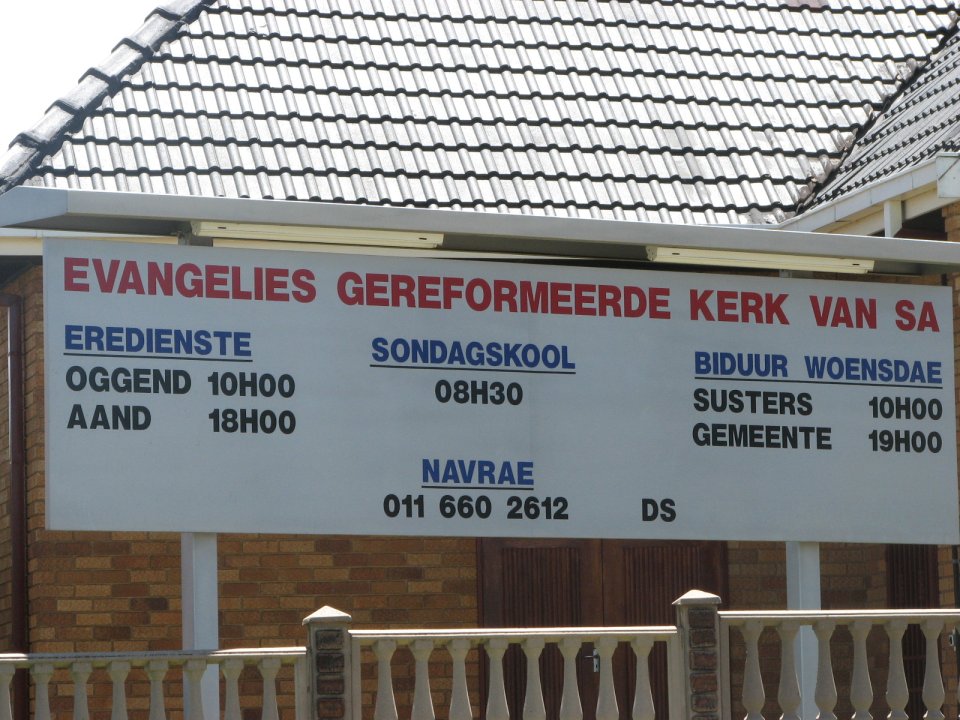 EVANGELIES GEREFORMEERDE KERK VAN SA
EREDIENSTE
OGGEND 10H00
AAND 18H00
SONDAGSKOOL
08H30
BIDUUR WOENSDAE
SUSTERS 10H00
GEMEENTE 19H00
NAVRAE
011 660 2612 DS